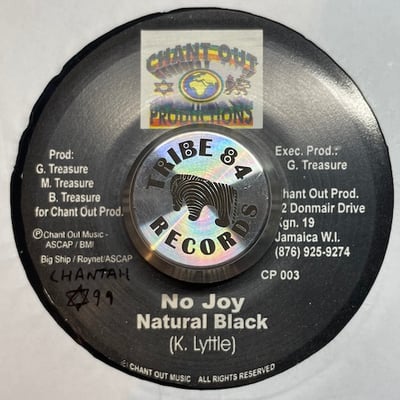 CHANT OUT
PRODUCTIONS
TRIBE 84
RECORDS
Prod:
G. Treasure
M. Treasure
B. Treasure
for Chant Out Prod.
Ⓟ Chant Out Music -
ASCAP / BMI
Big Ship / Roynet/ASCAP
CHANTAH
99
Exec. Prod.:
G. Treasure
Chant Out Prod.
2 Donmair Drive
Kgn. 19
Jamaica W.I.
(876) 925-9274
CP 003
No Joy
Natural Black
(K. Lyttle)
CHANT OUT MUSIC ALL RIGHTS RESERVED